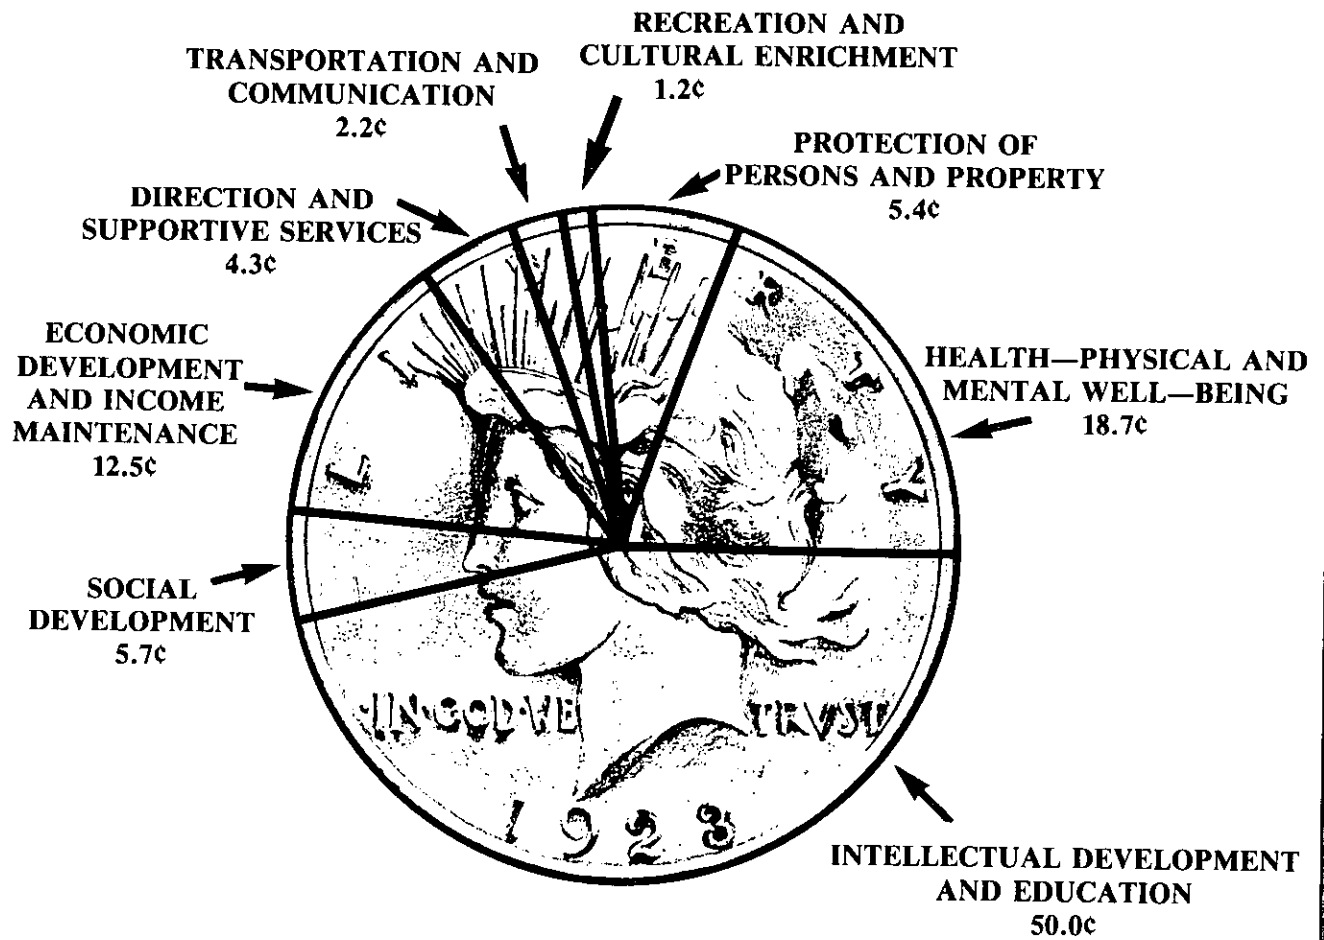 RECREATION AND
CULTURAL ENRICHMENT
1.2¢
TRANSPORTATION AND
COMMUNICATION
2.2¢
PROTECTION OF
PERSONS AND PROPERTY
5.4¢
DIRECTION AND
SUPPORTIVE SERVICES
4.3¢
ECONOMIC
DEVELOPMENT
AND INCOME
MAINTENANCE
12.5¢
HEALTH—PHYSICAL AND
MENTAL WELL—BEING
18.7¢
SOCIAL
DEVELOPMENT
5.7¢
INTELLECTUAL DEVELOPMENT
AND EDUCATION
50.0¢
L
E
T
Y
IN·GOD·WE TRVST
1923